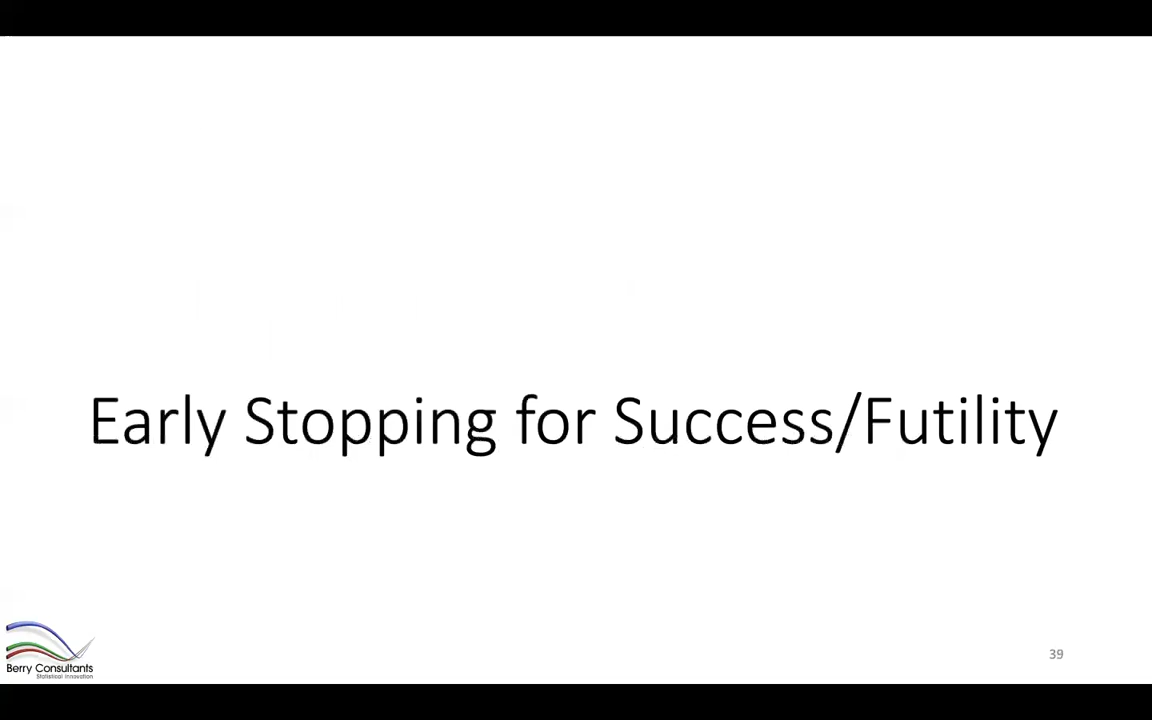 Early Stopping for Success/Futility
Berry Consultants
Statistical Innovation
39